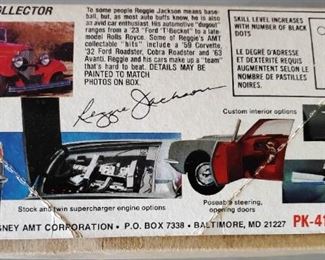 OLLECTOR
To some people Reggie Jackson means base-
ball, but, as most auto buffs know, he is also
an avid car enthusiast. His automotive "dugout"
ranges from a '23 "Ford 'T'Bucket" to a late-
model Rolls Royce. Some of Reggie's AMT
collectable "hits" include a '59 Corvette,
'32 Ford Roadster, Cobra Roadster and '63
Avanti. Reggie and his cars make up a "team"
that's hard to beat. DETAILS MAY BE
PAINTED TO MATCH
PHOTOS ON BOX.
Reggie Jackson
SKILL LEVEL INCREASES
WITH NUMBER OF BLACK
DOTS
LE DEGRÉ D'ADRESSE
ET DEXTERITÉ REQUIS
AUGMENTENT SELON LE
NOMBRE DE PASTILLES
NOIRES.
Custom interior options
Stock and twin supercharger engine options
Poseable steering,
opening doors
SNEY AMT CORPORATION • P.O. BOX 7338 • BALTIMORE, MD 21227
PK-41